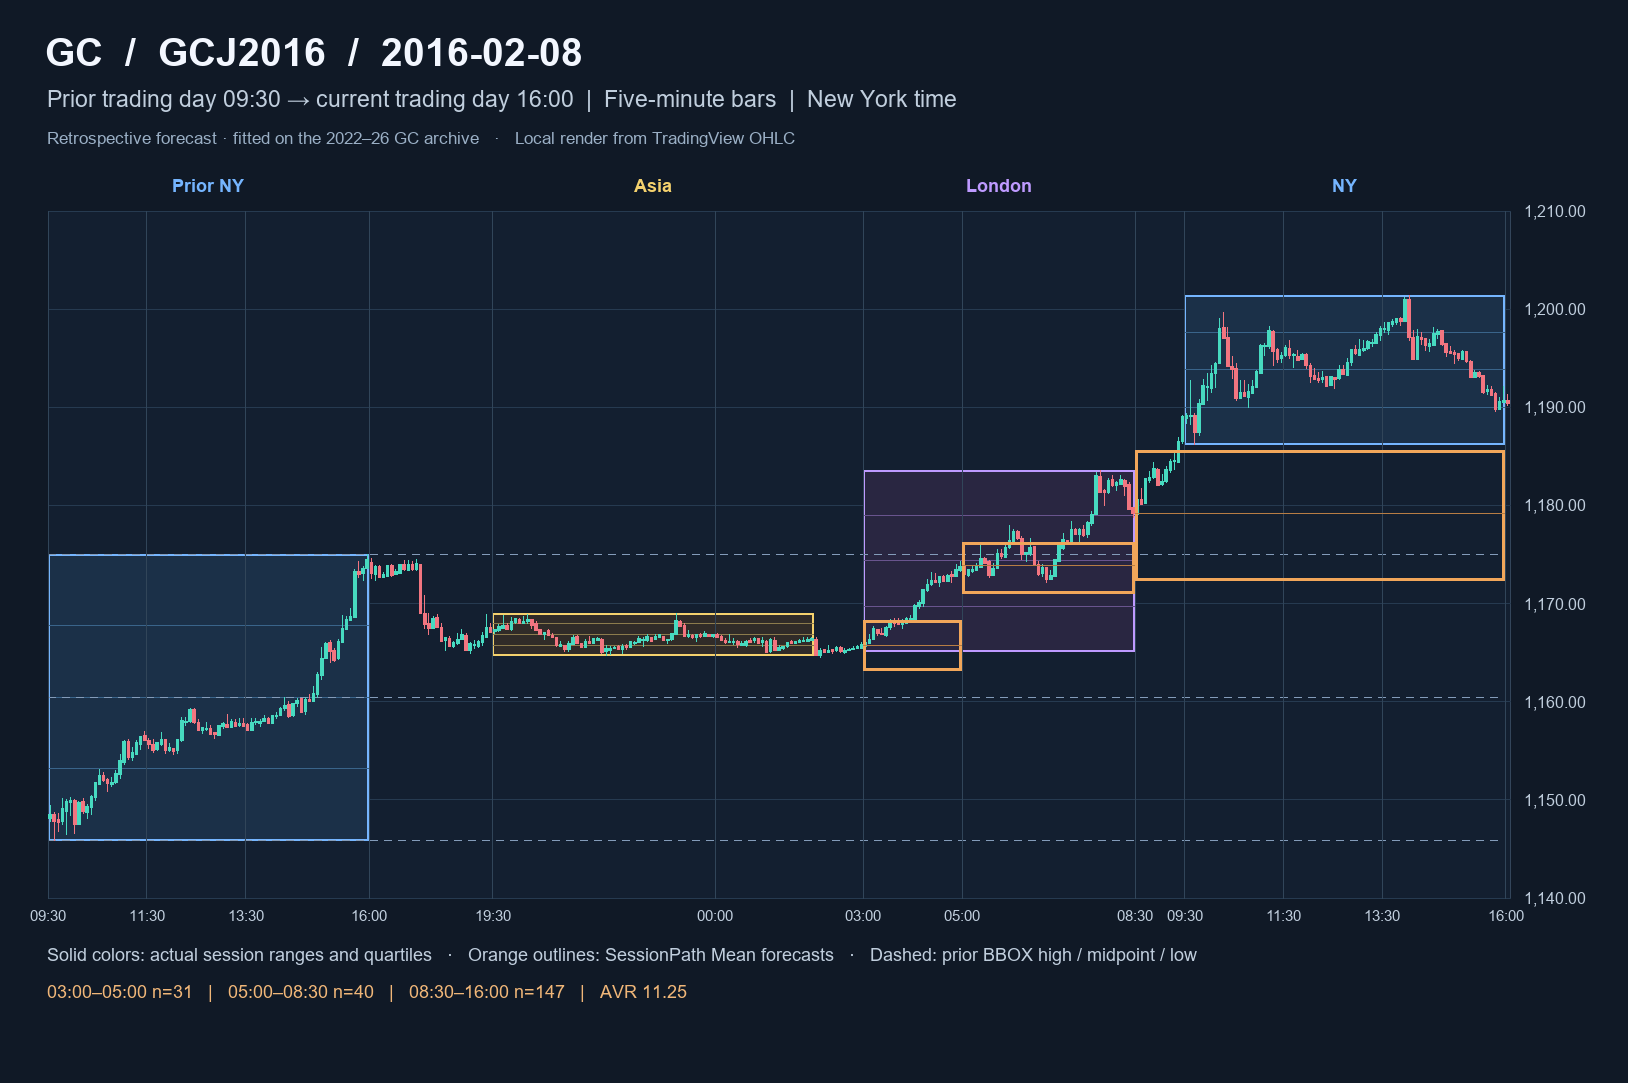 GC / GCJ2016 / 2016-02-08
Prior trading day 09:30 → current trading day 16:00 | Five-minute bars | New York time
Retrospective forecast · fitted on the 2022–26 GC archive · Local render from TradingView OHLC
Prior NY Asia London NY
1,210.00
1,200.00
1,190.00
1,180.00
1,170.00
1,160.00
1,150.00
1,140.00
09:30 11:30 13:30 16:00 19:30 00:00 03:00 05:00 08:30 09:30 11:30 13:30 16:00
Solid colors: actual session ranges and quartiles · Orange outlines: SessionPath Mean forecasts · Dashed: prior BBOX high / midpoint / low
03:00–05:00 n=31 | 05:00–08:30 n=40 | 08:30–16:00 n=147 | AVR 11.25